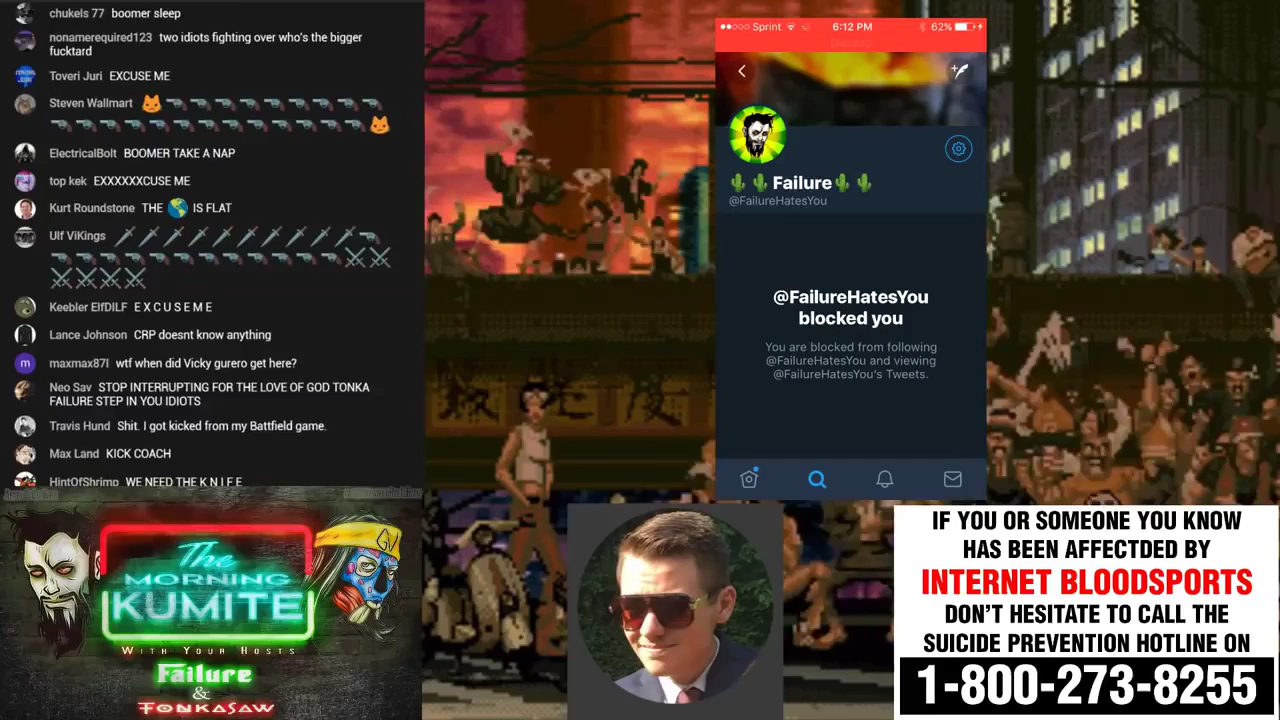 chukels 77 boomer sleep
notrequired123 two idiots fighting over who's the bigger
fucktard
Toveri Juri EXCUSE ME
Steven Wallmart
ElectricalBolt BOOMER TAKE A NAP
top kek EXXXXXCUSE ME
Kurt Roundstone THE 🌎 IS FLAT
Ulf ViKings
Keebler ElfDILF E X C U S E M E
Lance Johnson CRP doesnt know anything
m
maxmax87I wtf when did Vicky gurero get here?
Neo Sav STOP INTERRUPTING FOR THE LOVE OF GOD TONKA
FAILURE STEP IN YOU IDIOTS
Travis Hund Shit. I got kicked from my Battfield game.
Max Land KICK COACH
HintOfShrimp WE NEED THE K N I F E
The
MORNING
KUMITE
WITH YOUR HOSTS
Failure
&
TONKASAW
Sprint 6:12 PM 62%
Discord
🌵🌵 Failure🌵🌵
@FailureHatesYou
@FailureHatesYou
blocked you
You are blocked from following
@FailureHatesYou and viewing
@FailureHatesYou's Tweets.
IF YOU OR SOMEONE YOU KNOW
HAS BEEN AFFECTDED BY
INTERNET BLOODSPORTS
DON'T HESITATE TO CALL THE
SUICIDE PREVENTION HOTLINE ON
1-800-273-8255